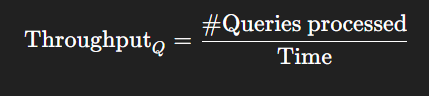 Throughput_Q = #Queries processed / Time